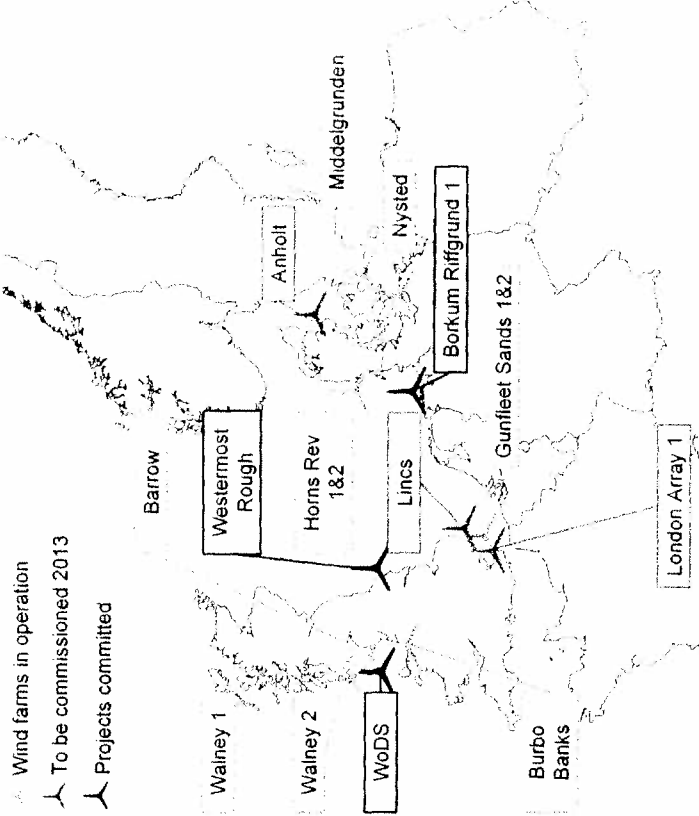 Wind farms in operation
To be commissioned 2013
Projects committed
Barrow
Westermost
Rough
Anholt
Middelgrunden
Walney 1
Walney 2
Horns Rev
1&2
Nysted
WoDS
Lincs
Borkum Riffgrund 1
Gunfleet Sands 1&2
Burbo
Banks
London Array 1